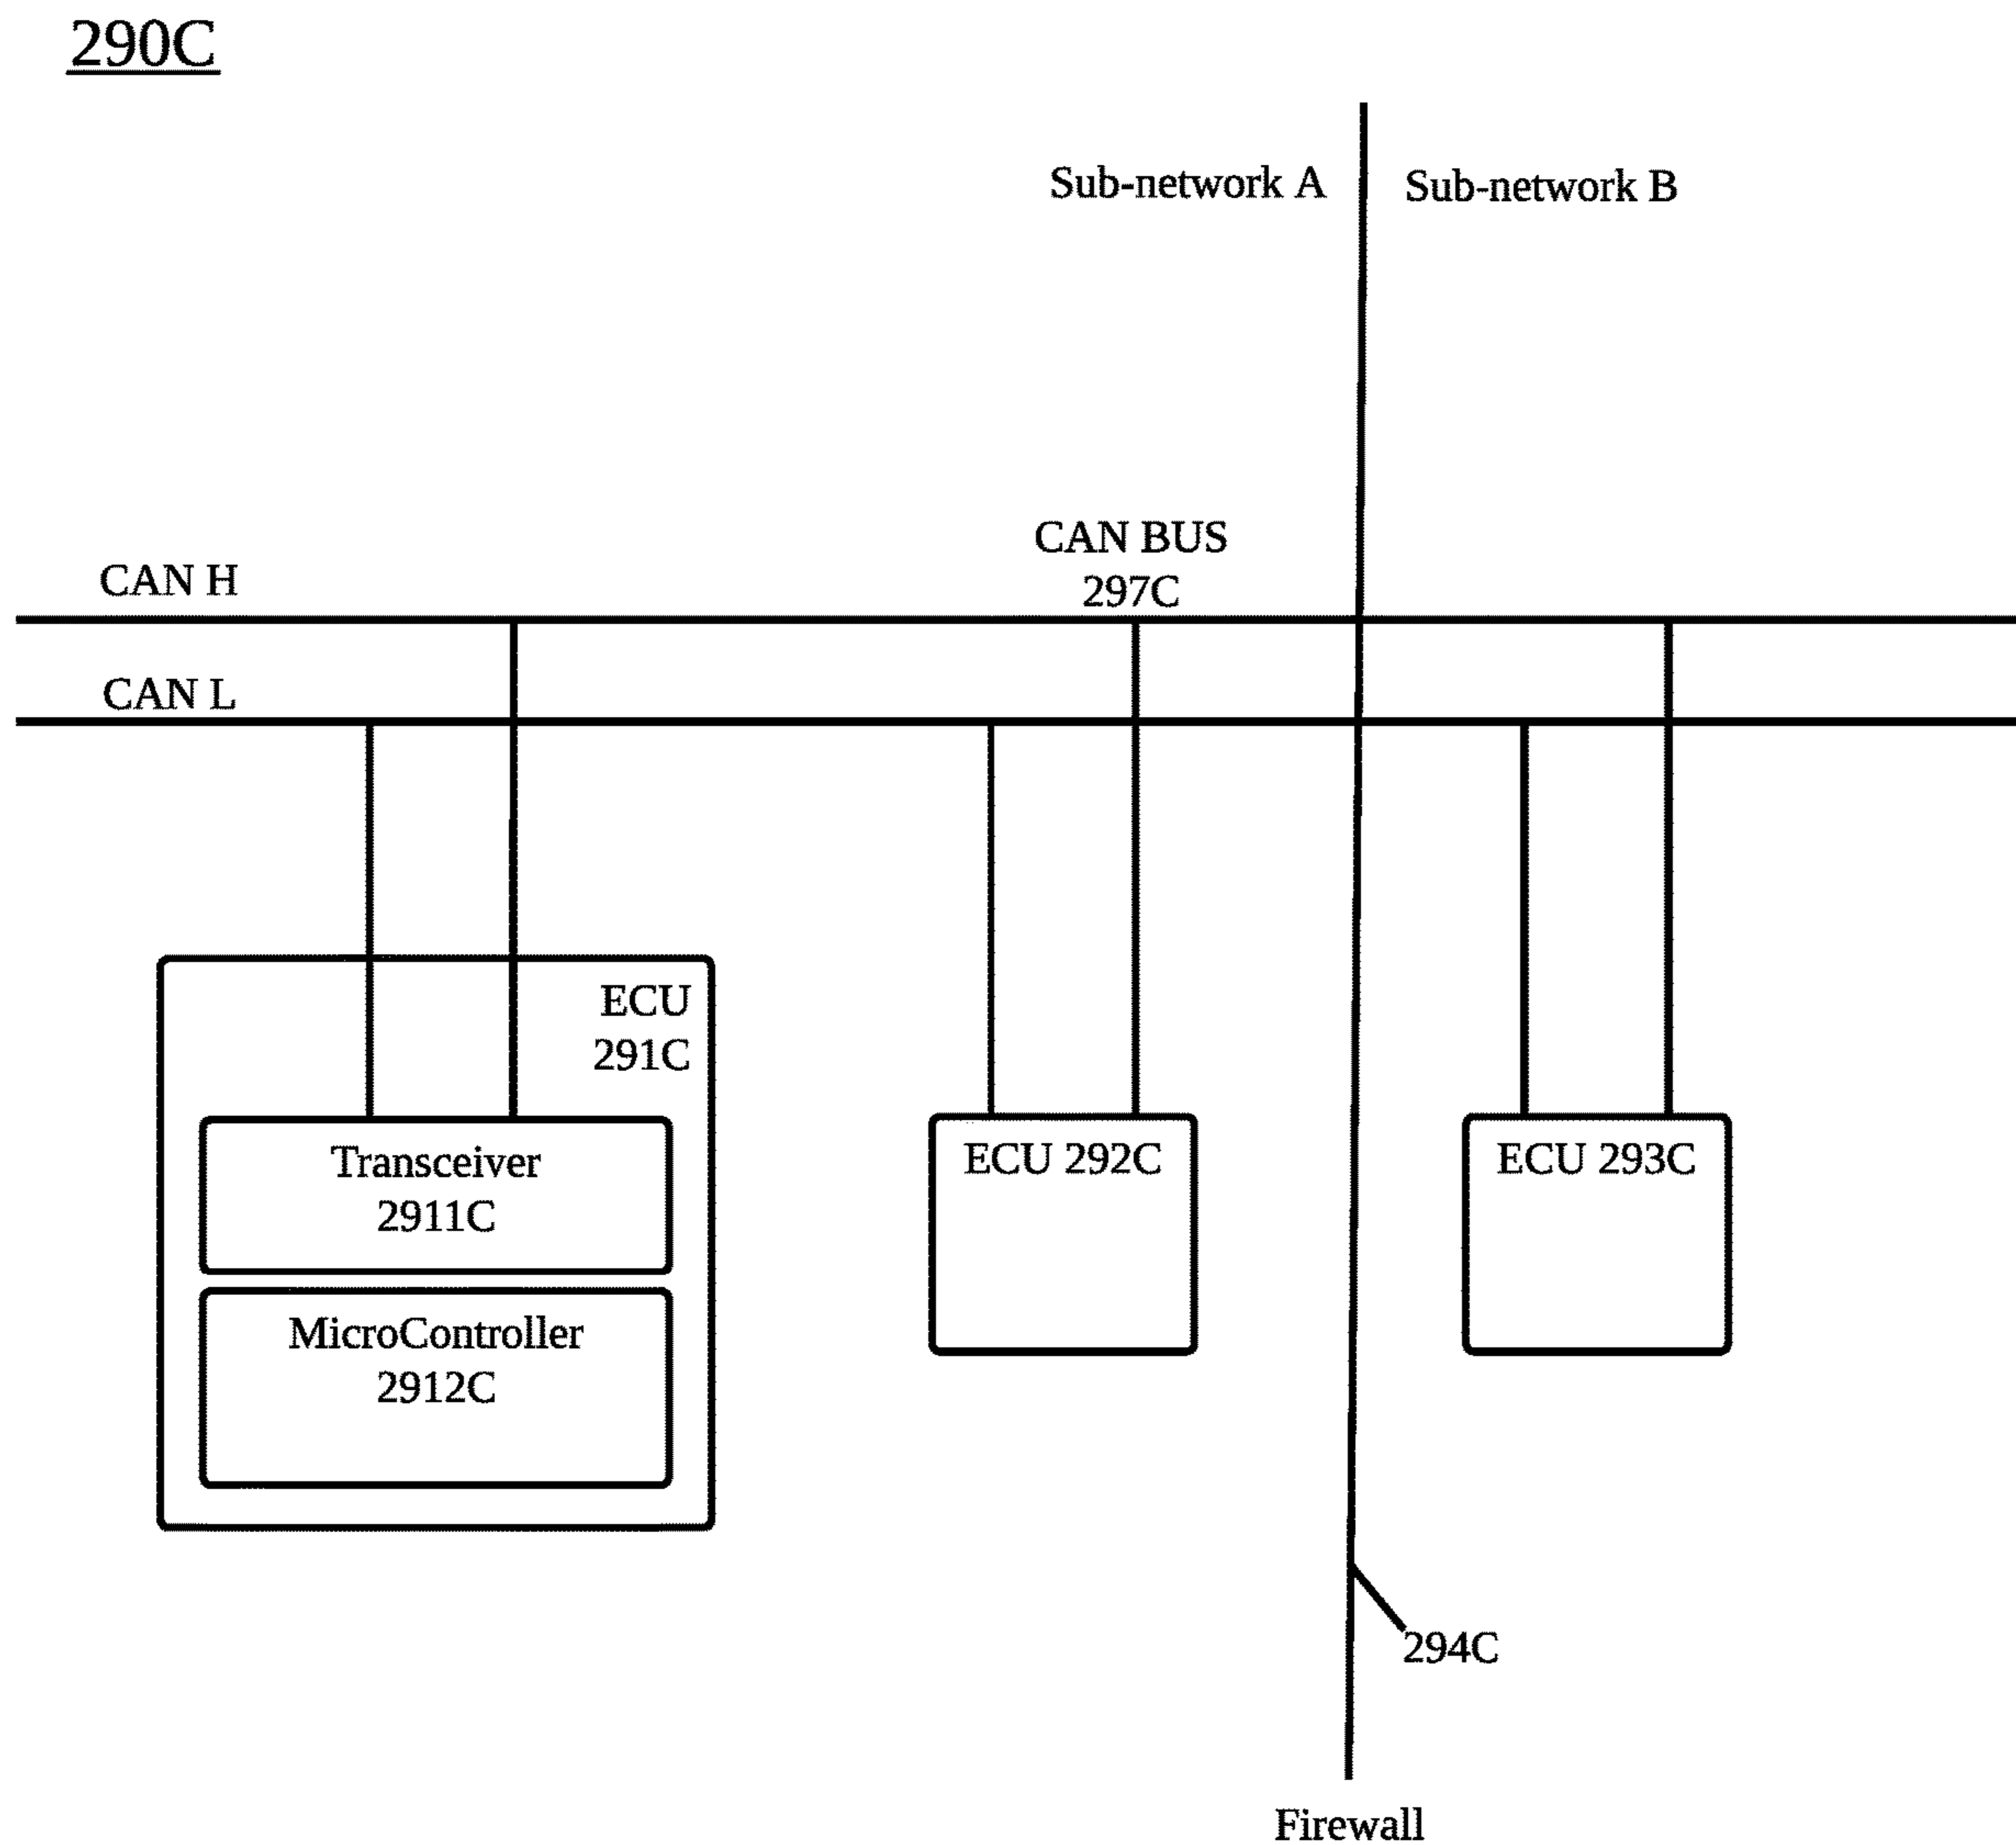 290C
Sub-network A
Sub-network B
CAN BUS
297C
CAN H
CAN L
ECU
291C
Transceiver
2911C
MicroController
2912C
ECU 292C
ECU 293C
294C
Firewall